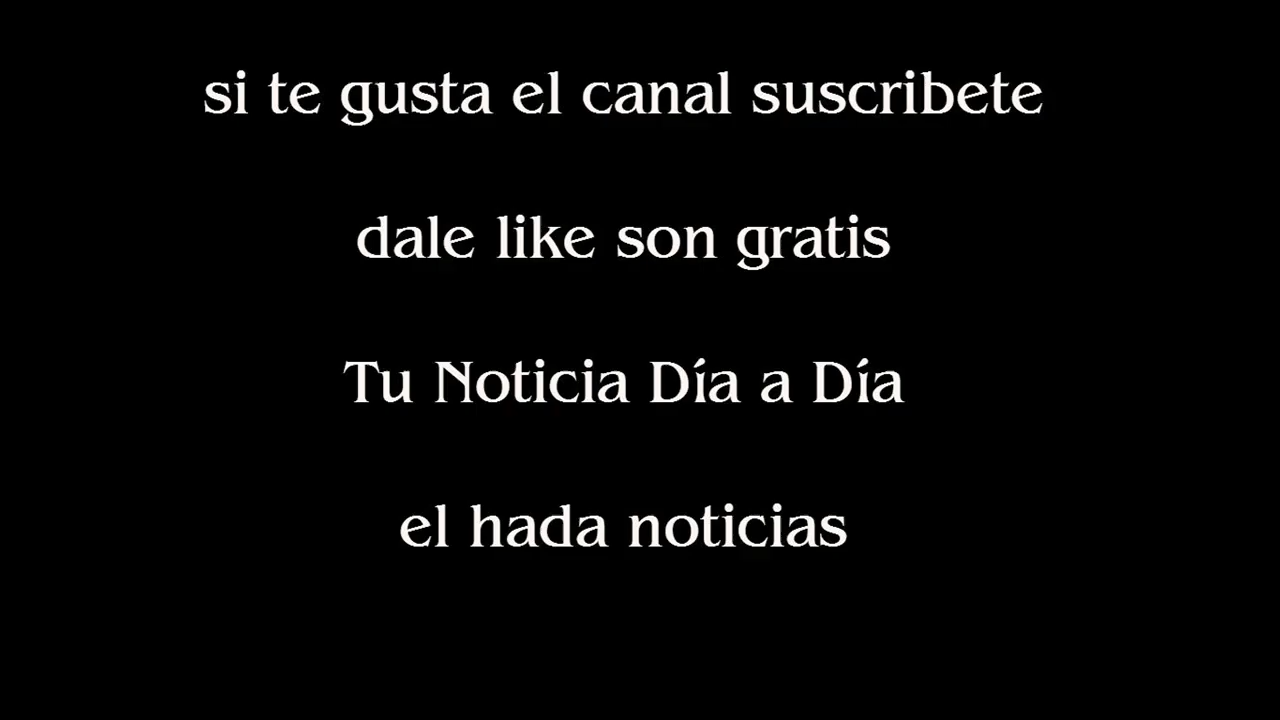 si te gusta el canal suscribete
dale like son gratis
Tu Noticia Día a Día
el hada noticias